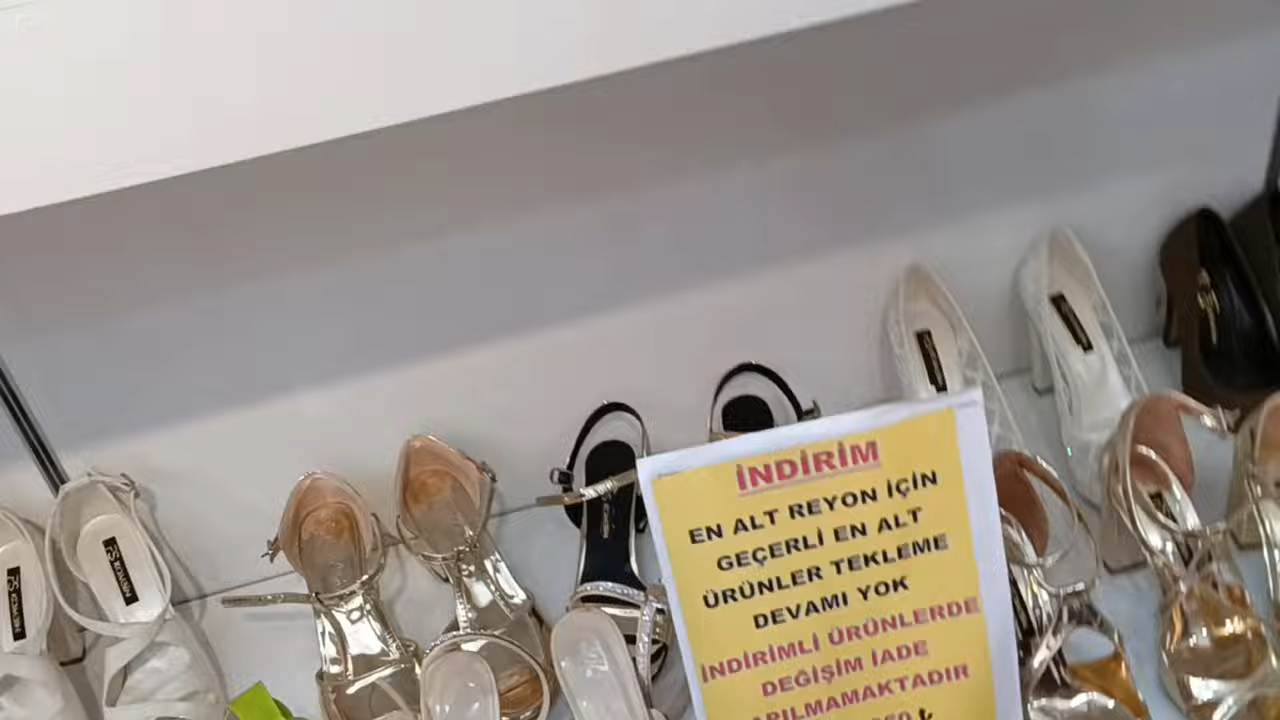 İNDİRİM
EN ALT REYON İÇİN
GEÇERLİ EN ALT
ÜRÜNLER TEKLEME
DEVAMI YOK
İNDİRİMLİ ÜRÜNLERDE
DEĞİŞİM İADE